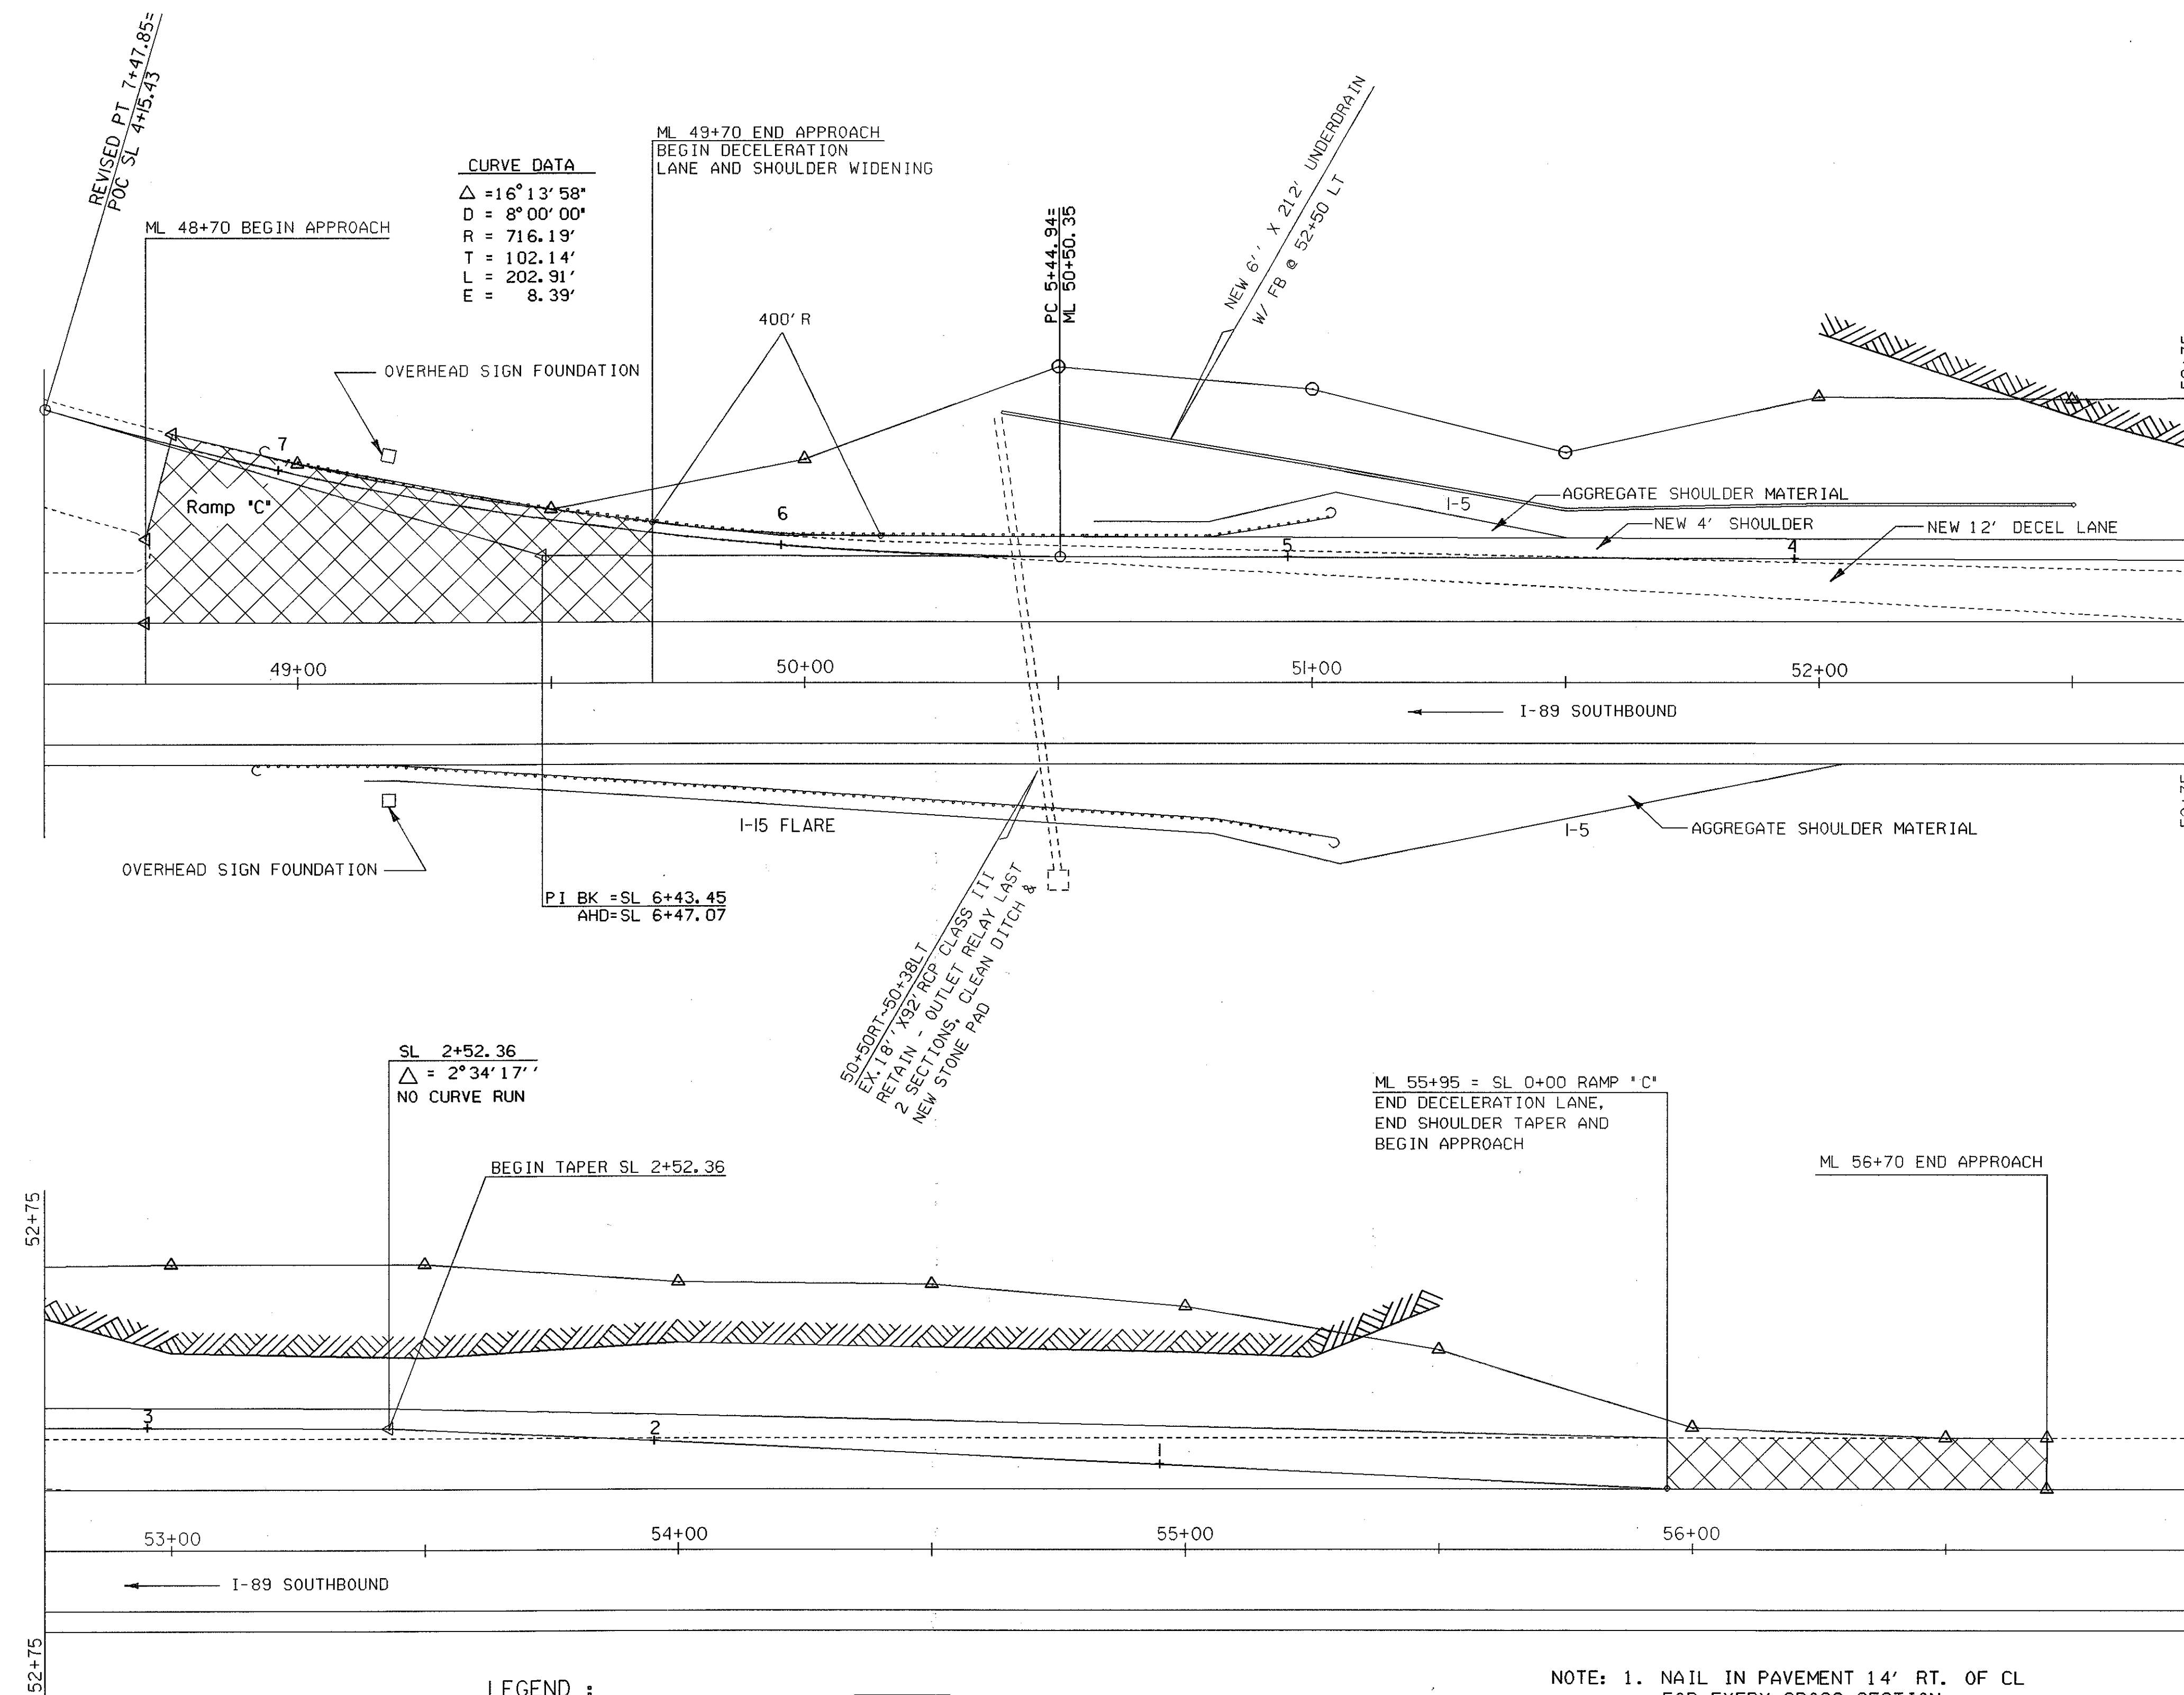 REVISED PT 7+47.85=
POC SL 4+15.43
ML 48+70 BEGIN APPROACH
CURVE DATA
△ =16°13'58"
D = 8°00'00"
R = 716.19'
T = 102.14'
L = 202.91'
E = 8.39'
ML 49+70 END APPROACH
BEGIN DECELERATION
LANE AND SHOULDER WIDENING
400'R
OVERHEAD SIGN FOUNDATION
PC 5+44.94=
ML 50+50.35
NEW 6'' X 212' UNDERDRAIN
W/ FB @ 52+50 LT
7
Ramp "C"
6
I-5
AGGREGATE SHOULDER MATERIAL
NEW 4' SHOULDER
NEW 12' DECEL LANE
5
4
49+00
50+00
51+00
52+00
I-89 SOUTHBOUND
1-15 FLARE
I-5
AGGREGATE SHOULDER MATERIAL
OVERHEAD SIGN FOUNDATION
PI BK =SL 6+43.45
AHD=SL 6+47.07
50+50RT~50+38LT
EX.18''X92'RCP CLASS III
RETAIN - OUTLET RELAY LAST
2 SECTIONS, CLEAN DITCH &
NEW STONE PAD
SL 2+52.36
△ = 2°34'17''
NO CURVE RUN
BEGIN TAPER SL 2+52.36
ML 55+95 = SL 0+00 RAMP "C"
END DECELERATION LANE,
END SHOULDER TAPER AND
BEGIN APPROACH
ML 56+70 END APPROACH
52+75
3
2
1
53+00
54+00
55+00
56+00
I-89 SOUTHBOUND
52+75
LEGEND :
NOTE: 1. NAIL IN PAVEMENT 14' RT. OF CL